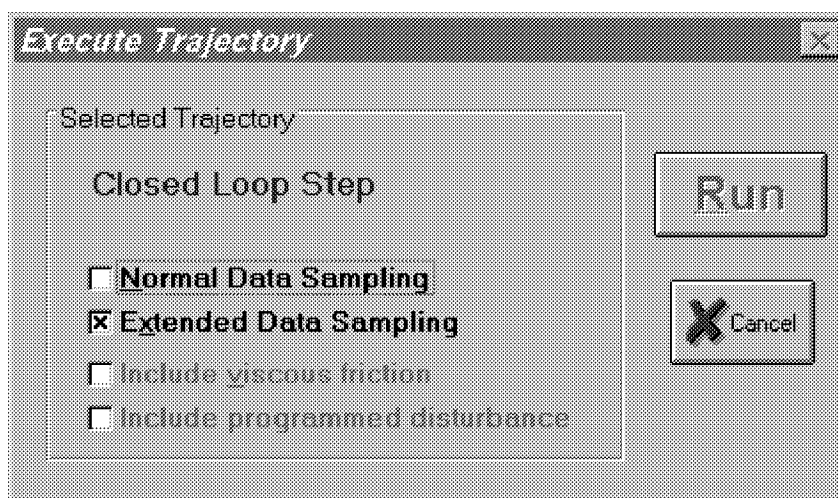 Execute Trajectory
Selected Trajectory
Closed Loop Step
Run
Normal Data Sampling
Extended Data Sampling
Cancel
Include viscous friction
Include programmed disturbance